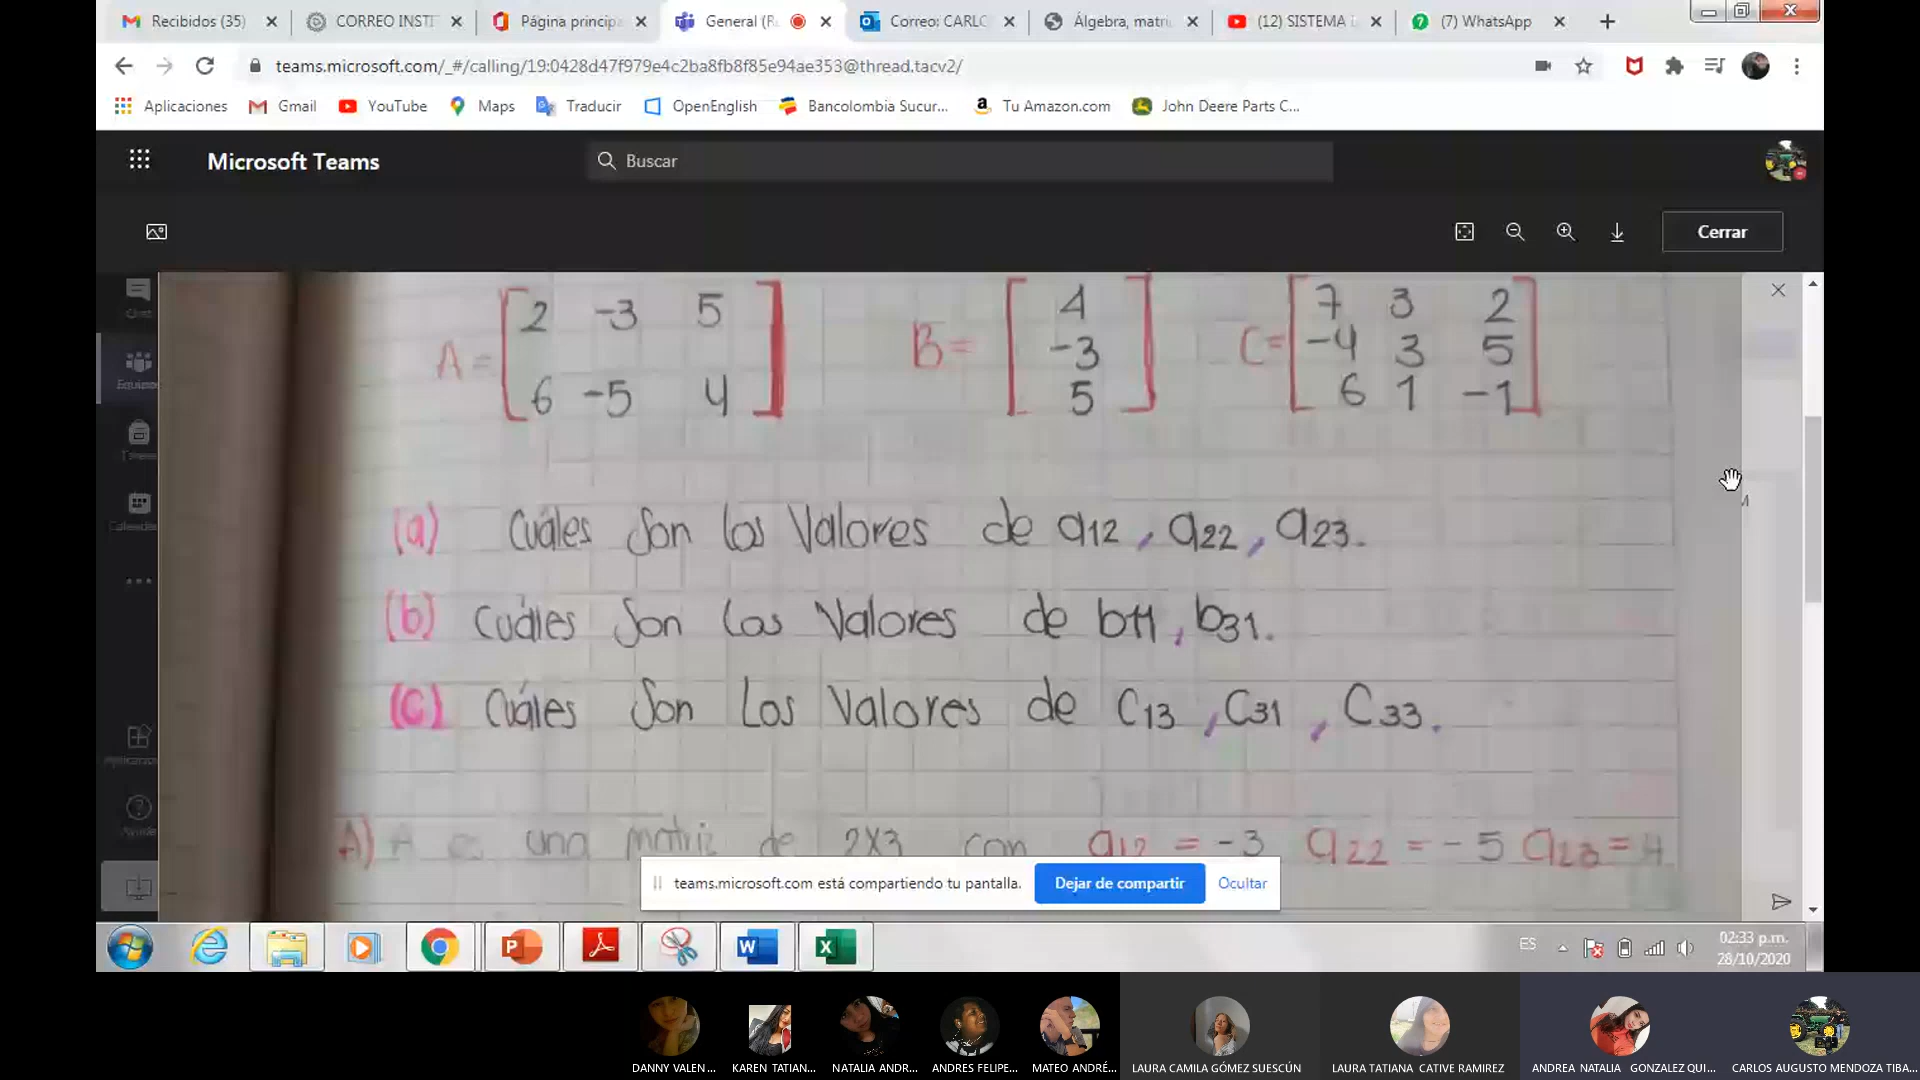 Recibidos (35)
CORREO INSTI
Página principa
General (R
Correo: CARLO
Álgebra, matri
(12) SISTEMA
(7) WhatsApp
teams.microsoft.com/_#/calling/19:0428d47f979e4c2ba8fb8f85e94ae353@thread.tacv2/
Aplicaciones
Gmail
YouTube
Maps
Traducir
OpenEnglish
Bancolombia Sucur...
Tu Amazon.com
John Deere Parts C...
Microsoft Teams
Buscar
Cerrar
Chat
Equipos
Tareas
Calendar
Ayuda
A = [2 -3 5
6 -5 4]
B = [4
-3
5]
C = [7 3 2
-4 3 5
6 1 -1]
(a) Cuáles son los Valores de a12, a22, a23.
(b) Cuáles son los Valores de b11, b31.
(c) Cuáles son los Valores de C13, C31, C33.
A) A es una matriz de 2x3 con a12 = -3 a22 = -5 a23 = 4
teams.microsoft.com está compartiendo tu pantalla.
Dejar de compartir
Ocultar
ES
02:33 p.m.
28/10/2020
DANNY VALEN...
KAREN TATIAN...
NATALIA ANDR...
ANDRES FELIPE...
MATEO ANDRÉ...
LAURA CAMILA GÓMEZ SUESCÚN
LAURA TATIANA CATIVE RAMIREZ
ANDREA NATALIA GONZALEZ QUI...
CARLOS AUGUSTO MENDOZA TIBA...